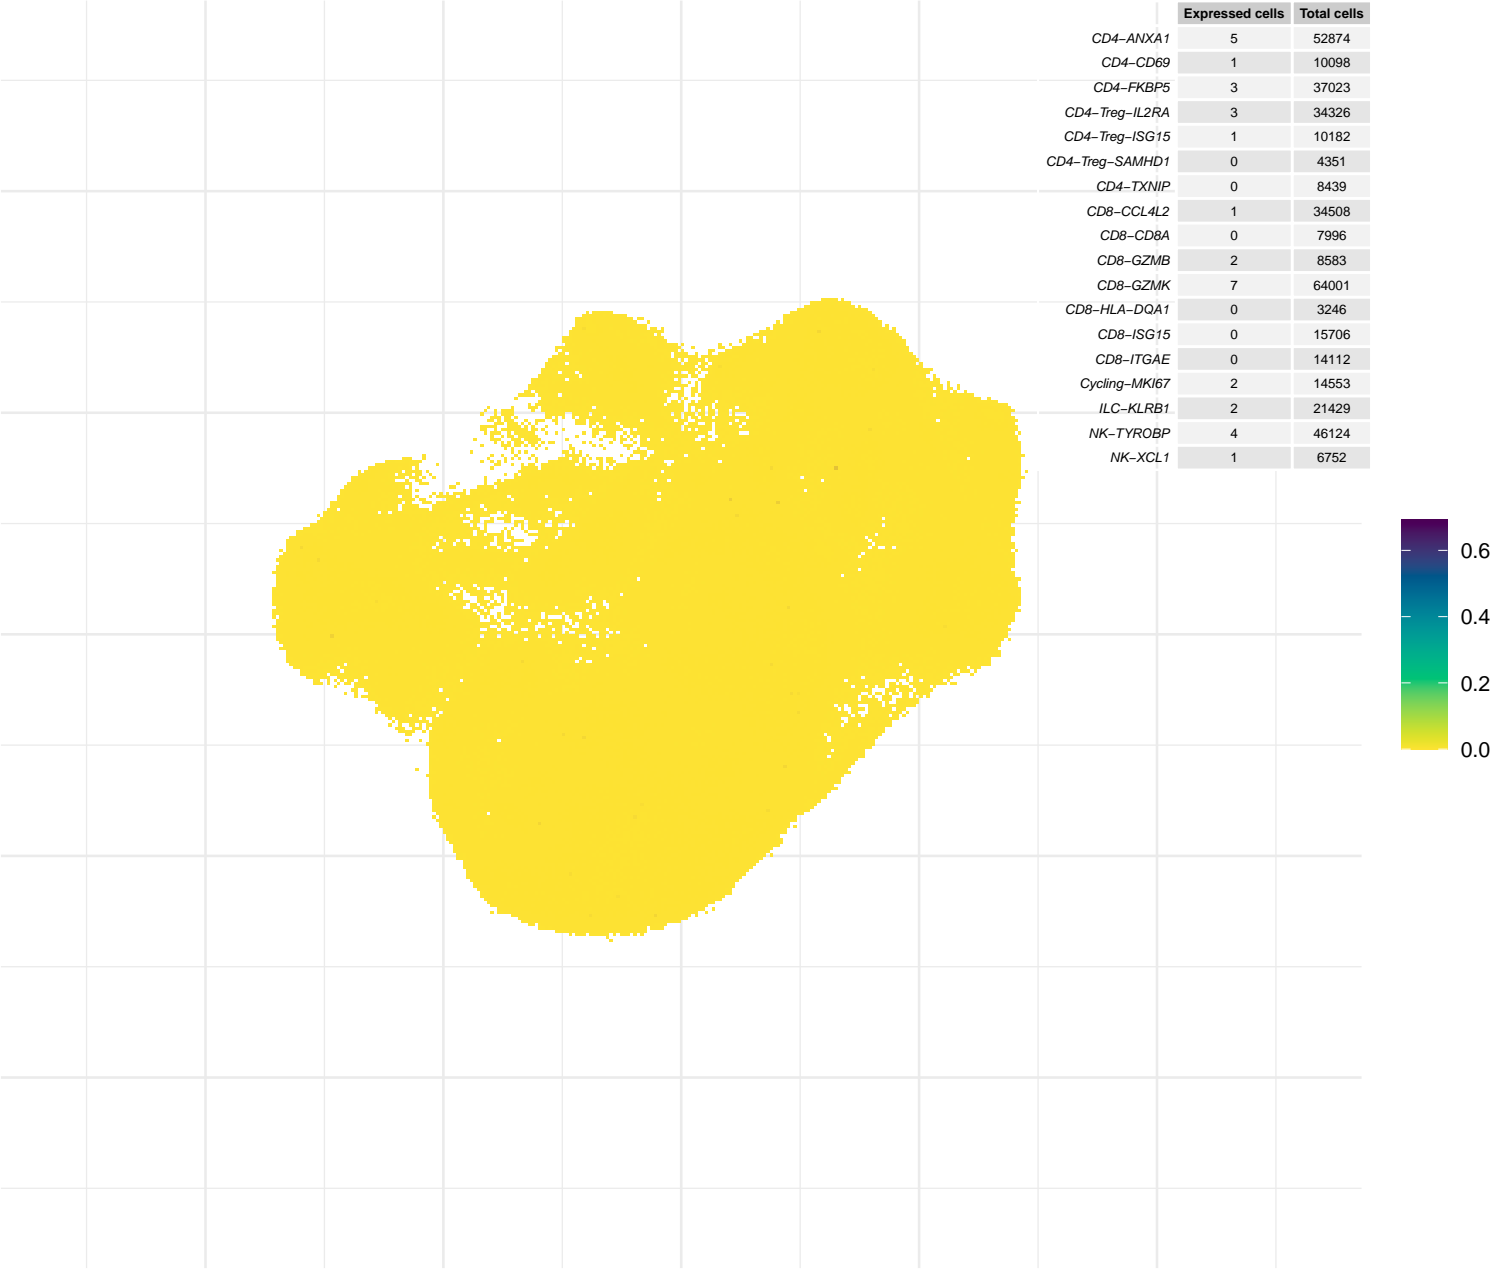 Expressed cells Total cells
CD4−ANXA1 5 52874
CD4−CD69 1 10098
CD4−FKBP5 3 37023
CD4−Treg−IL2RA 3 34326
CD4−Treg−ISG15 1 10182
CD4−Treg−SAMHD1 0 4351
CD4−TXNIP 0 8439
CD8−CCL4L2 1 34508
CD8−CD8A 0 7996
CD8−GZMB 2 8583
CD8−GZMK 7 64001
CD8−HLA−DQA1 0 3246
CD8−ISG15 0 15706
CD8−ITGAE 0 14112
Cycling−MKI67 2 14553
ILC−KLRB1 2 21429
NK−TYROBP 4 46124
NK−XCL1 1 6752
0.6
0.4
0.2
0.0